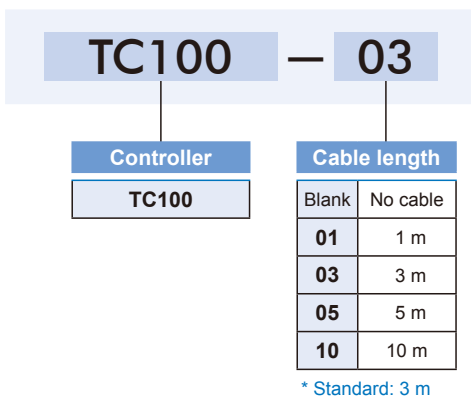 TC100 — 03
Controller
TC100
Cable length
Blank No cable
01 1 m
03 3 m
05 5 m
10 10 m
* Standard: 3 m